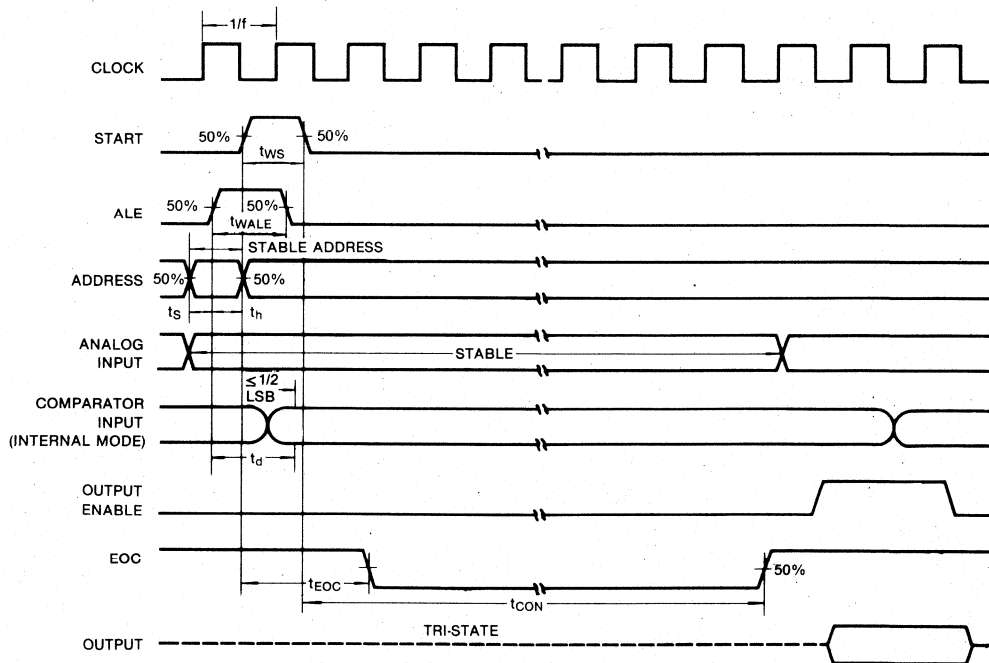 1/f
CLOCK
START
50%
50%
tWS
ALE
50%
50%
tWALE
STABLE ADDRESS
ADDRESS
50%
50%
tS
th
ANALOG
INPUT
STABLE
≤ 1/2
LSB
COMPARATOR
INPUT
(INTERNAL MODE)
td
OUTPUT
ENABLE
EOC
50%
tEOC
tCON
TRI-STATE
OUTPUT